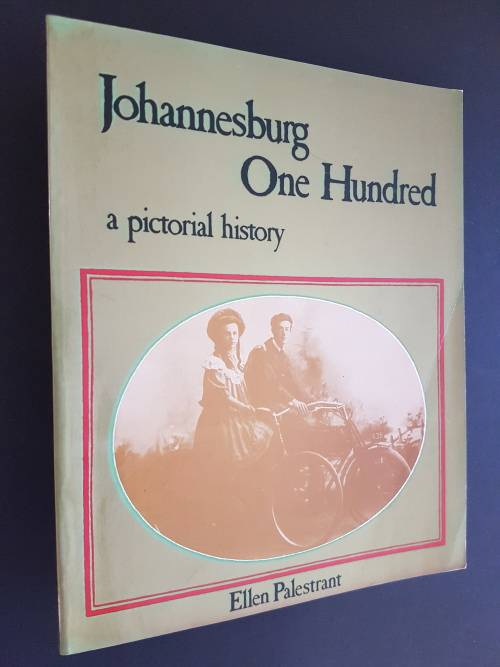 Johannesburg
One Hundred
a pictorial history
Ellen Palestrant